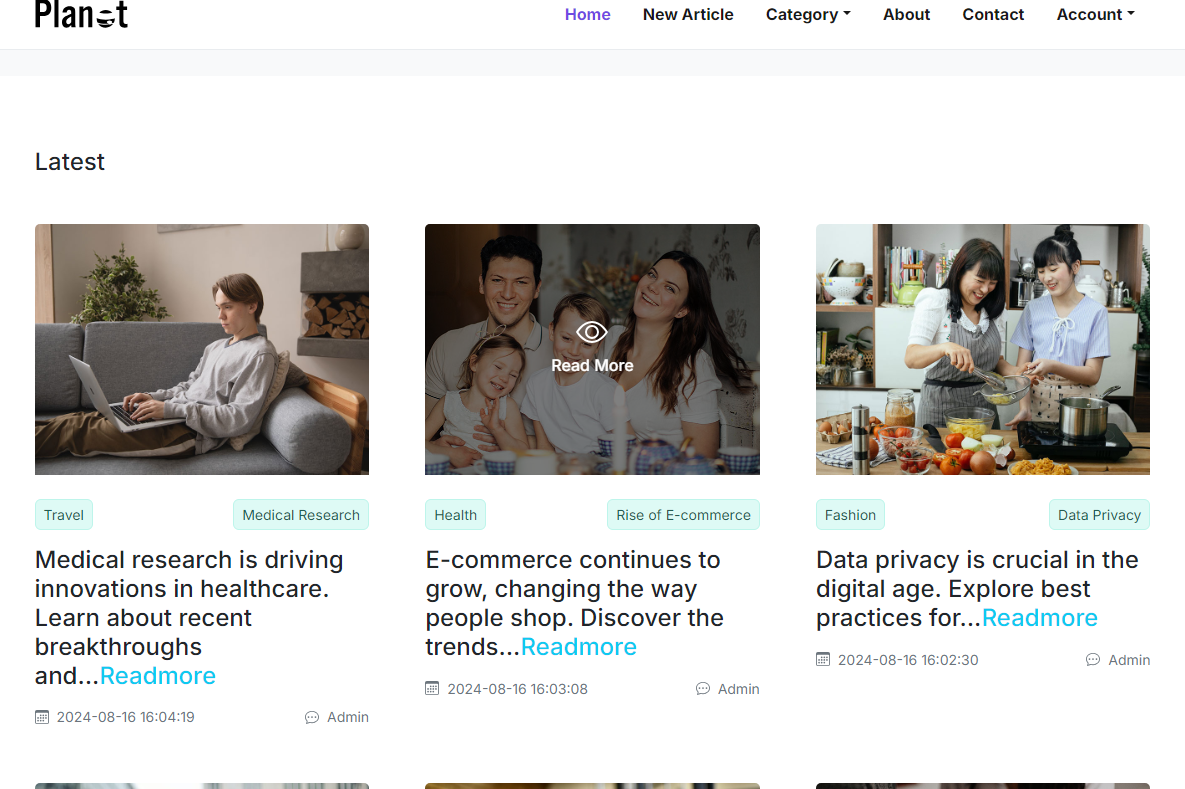 Planet
Home New Article Category About Contact Account
Latest
Read More
Travel Medical Research
Health Rise of E-commerce
Fashion Data Privacy
Medical research is driving
innovations in healthcare.
Learn about recent
breakthroughs
and...Readmore
2024-08-16 16:04:19 Admin
E-commerce continues to
grow, changing the way
people shop. Discover the
trends...Readmore
2024-08-16 16:03:08 Admin
Data privacy is crucial in the
digital age. Explore best
practices for...Readmore
2024-08-16 16:02:30 Admin